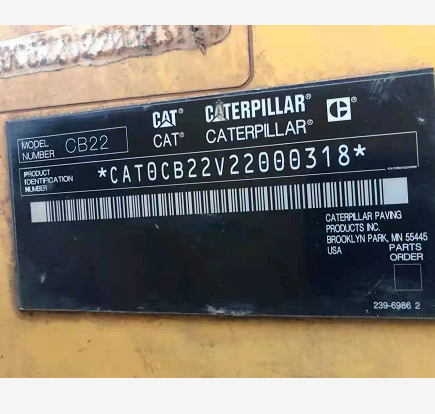 CAT CATERPILLAR C
MODEL NUMBER CB22 CAT® CATERPILLAR®
PRODUCT IDENTIFICATION NUMBER *CAT0CB22V22000318*
CATERPILLAR PAVING
PRODUCTS INC.
BROOKLYN PARK, MN 55445
USA
PARTS
ORDER
239-6986 2